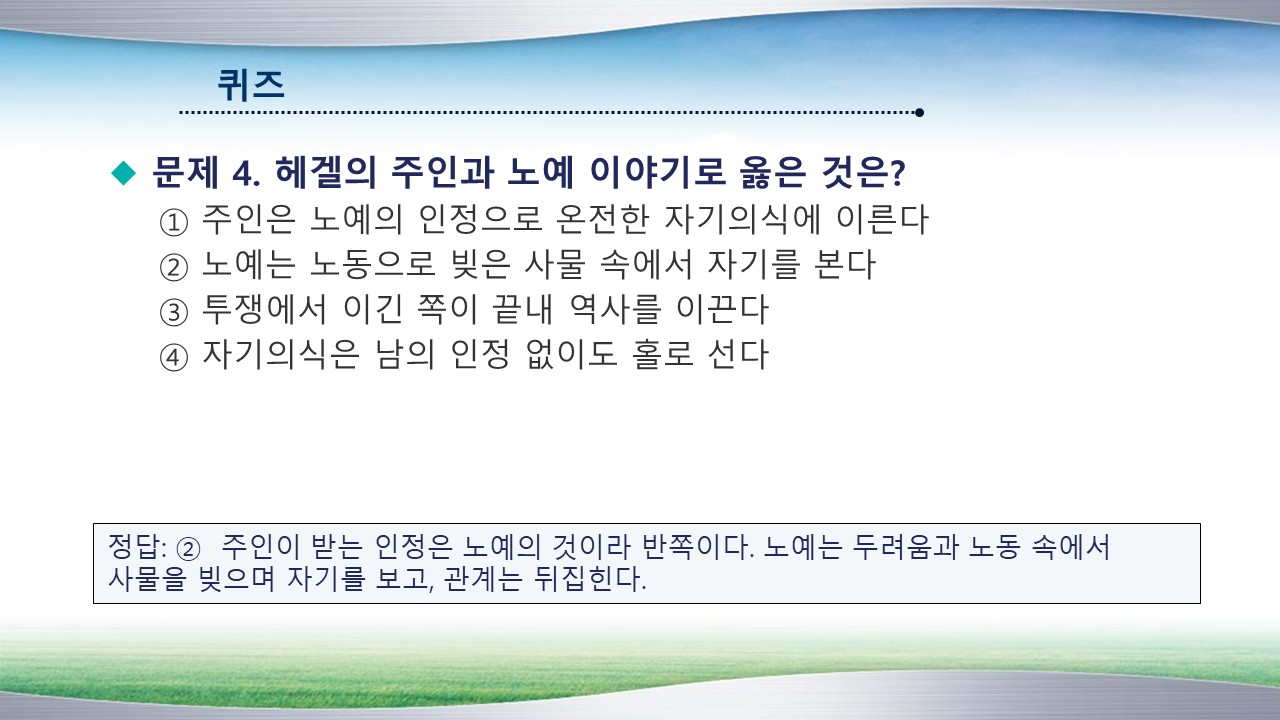 퀴즈
◆ 문제 4. 헤겔의 주인과 노예 이야기로 옳은 것은?
① 주인은 노예의 인정으로 온전한 자기의식에 이른다
② 노예는 노동으로 빚은 사물 속에서 자기를 본다
③ 투쟁에서 이긴 쪽이 끝내 역사를 이끈다
④ 자기의식은 남의 인정 없이도 홀로 선다
정답: ② 주인이 받는 인정은 노예의 것이라 반쪽이다. 노예는 두려움과 노동 속에서
사물을 빚으며 자기를 보고, 관계는 뒤집힌다.